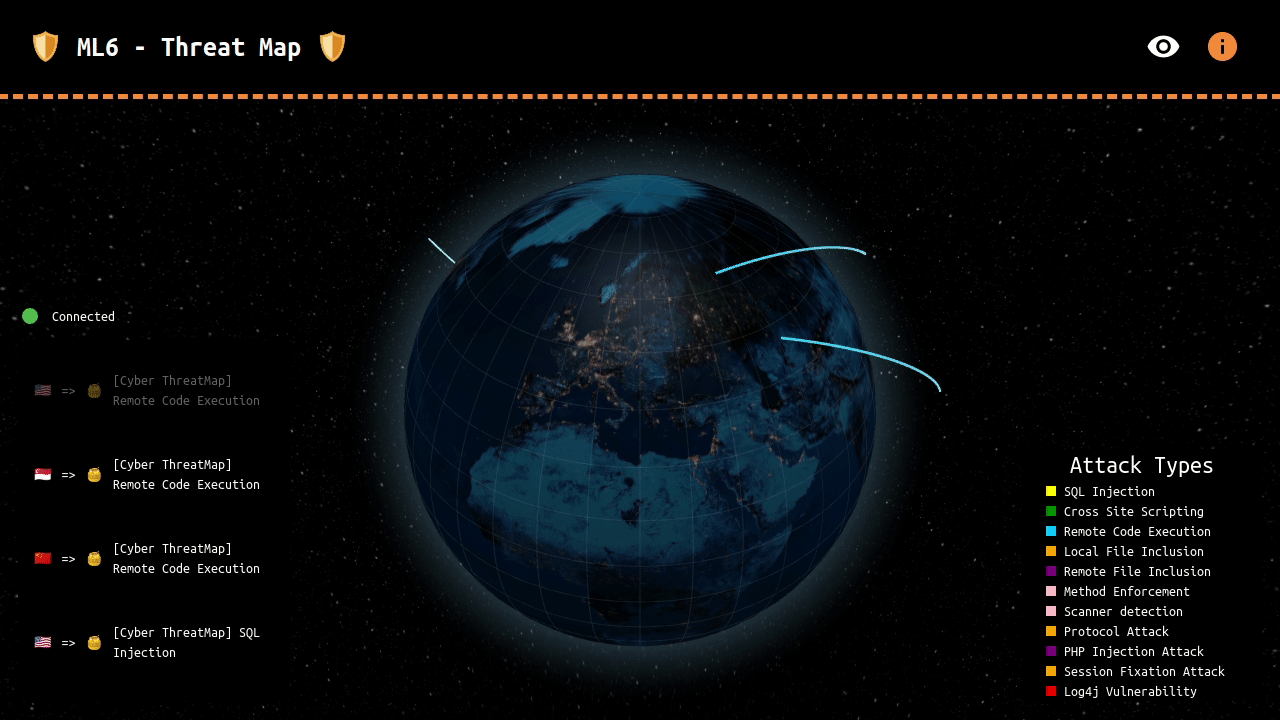 ML6 - Threat Map
Connected
=> [Cyber ThreatMap]
Remote Code Execution
=> [Cyber ThreatMap]
Remote Code Execution
=> [Cyber ThreatMap]
Remote Code Execution
=> [Cyber ThreatMap] SQL
Injection
Attack Types
SQL Injection
Cross Site Scripting
Remote Code Execution
Local File Inclusion
Remote File Inclusion
Method Enforcement
Scanner detection
Protocol Attack
PHP Injection Attack
Session Fixation Attack
Log4j Vulnerability